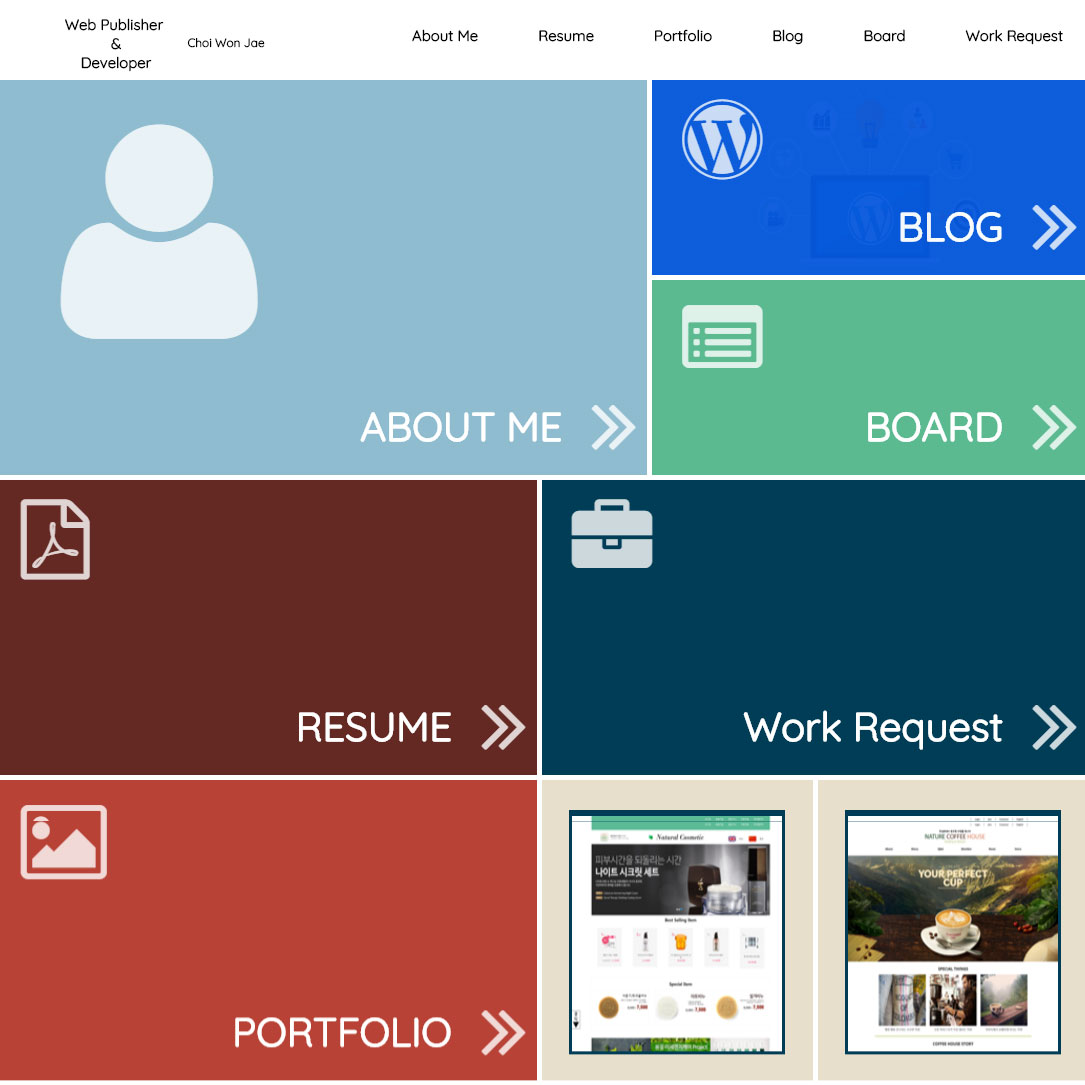 Web Publisher
&
Developer
Choi Won Jae
About Me
Resume
Portfolio
Blog
Board
Work Request
BLOG
ABOUT ME
BOARD
RESUME
Work Request
PORTFOLIO
Natural Cosmetic
피부시간을 되돌리는 시간
나이트 시크릿 세트
Best Selling Item
Special Item
NATURE COFFEE HOUSE
YOUR PERFECT
CUP
SPECIAL THINGS
COFFEE HOUSE STORY